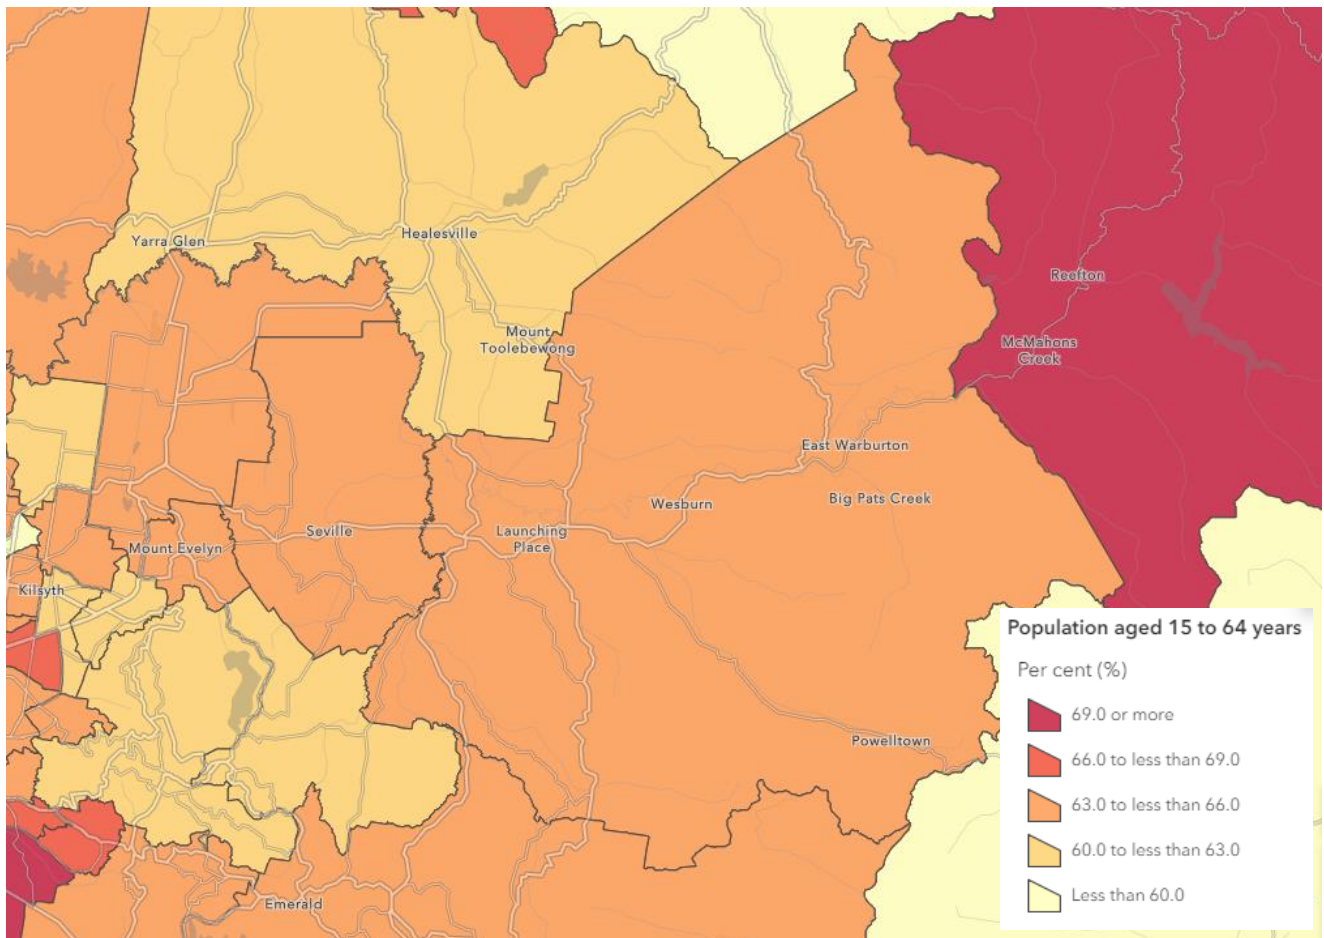 Yarra Glen
Healesville
Reefton
Mount
Toolebewong
McMahons
Creek
East Warburton
Big Pats Creek
Wesburn
Launching
Place
Seville
Mount Evelyn
Kilsyth
Powelltown
Emerald
Population aged 15 to 64 years
Per cent (%)
69.0 or more
66.0 to less than 69.0
63.0 to less than 66.0
60.0 to less than 63.0
Less than 60.0